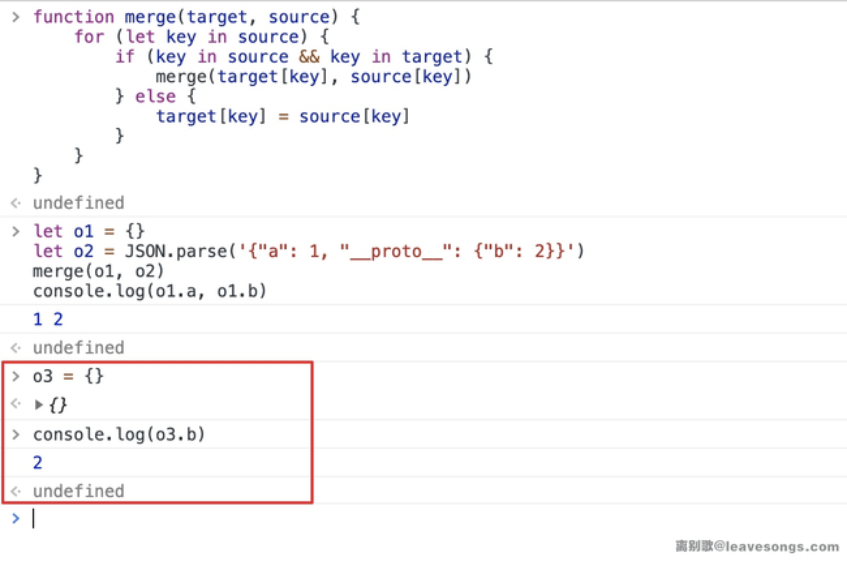 > function merge(target, source) {
    for (let key in source) {
        if (key in source && key in target) {
            merge(target[key], source[key])
        } else {
            target[key] = source[key]
        }
    }
}
undefined
> let o1 = {}
let o2 = JSON.parse('{"a": 1, "__proto__": {"b": 2}}')
merge(o1, o2)
console.log(o1.a, o1.b)
1 2
undefined
> o3 = {}
{}
> console.log(o3.b)
2
undefined
>
离别歌@leavesongs.com